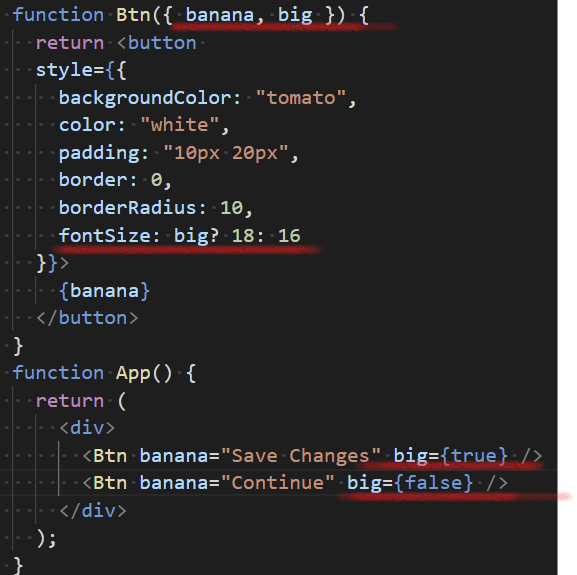 function Btn({ banana, big }) {
return <button
style={{
backgroundColor: "tomato",
color: "white",
padding: "10px 20px",
border: 0,
borderRadius: 10,
fontSize: big? 18: 16
}}>
{banana}
</button>
}
function App() {
return (
<div>
<Btn banana="Save Changes" big={true} />
<Btn banana="Continue" big={false} />
</div>
);
}